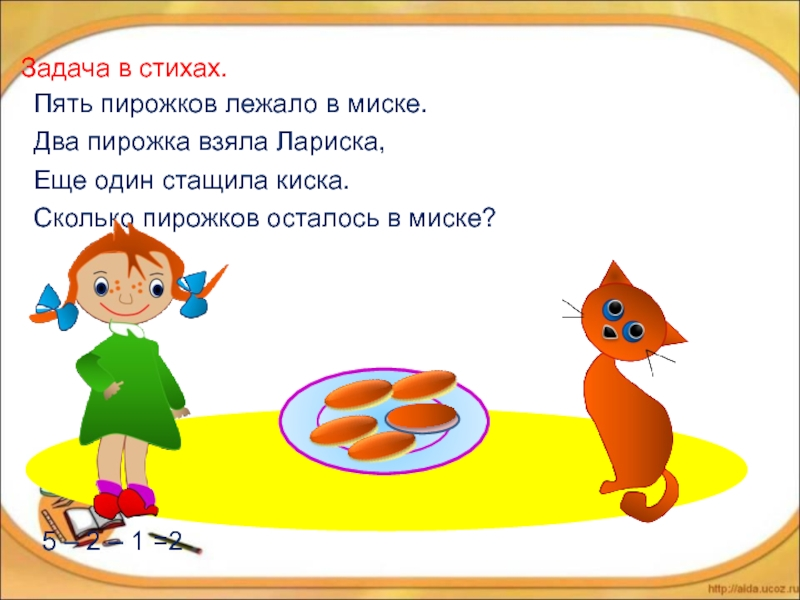 Задача в стихах.
Пять пирожков лежало в миске.
Два пирожка взяла Лариска,
Еще один стащила киска.
Сколько пирожков осталось в миске?
5 – 2 – 1 =2
http://aida.ucoz.ru